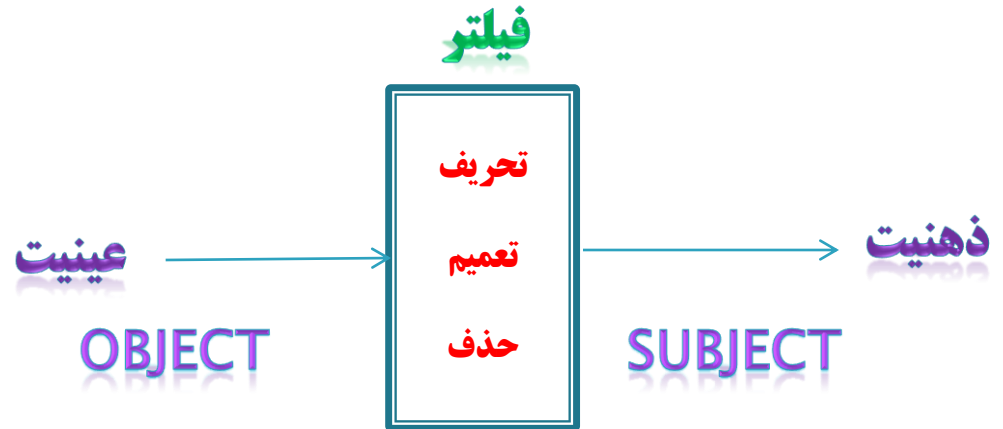 فیلتر
تحریف
تعمیم
حذف
عینیت
ذهنیت
OBJECT
SUBJECT